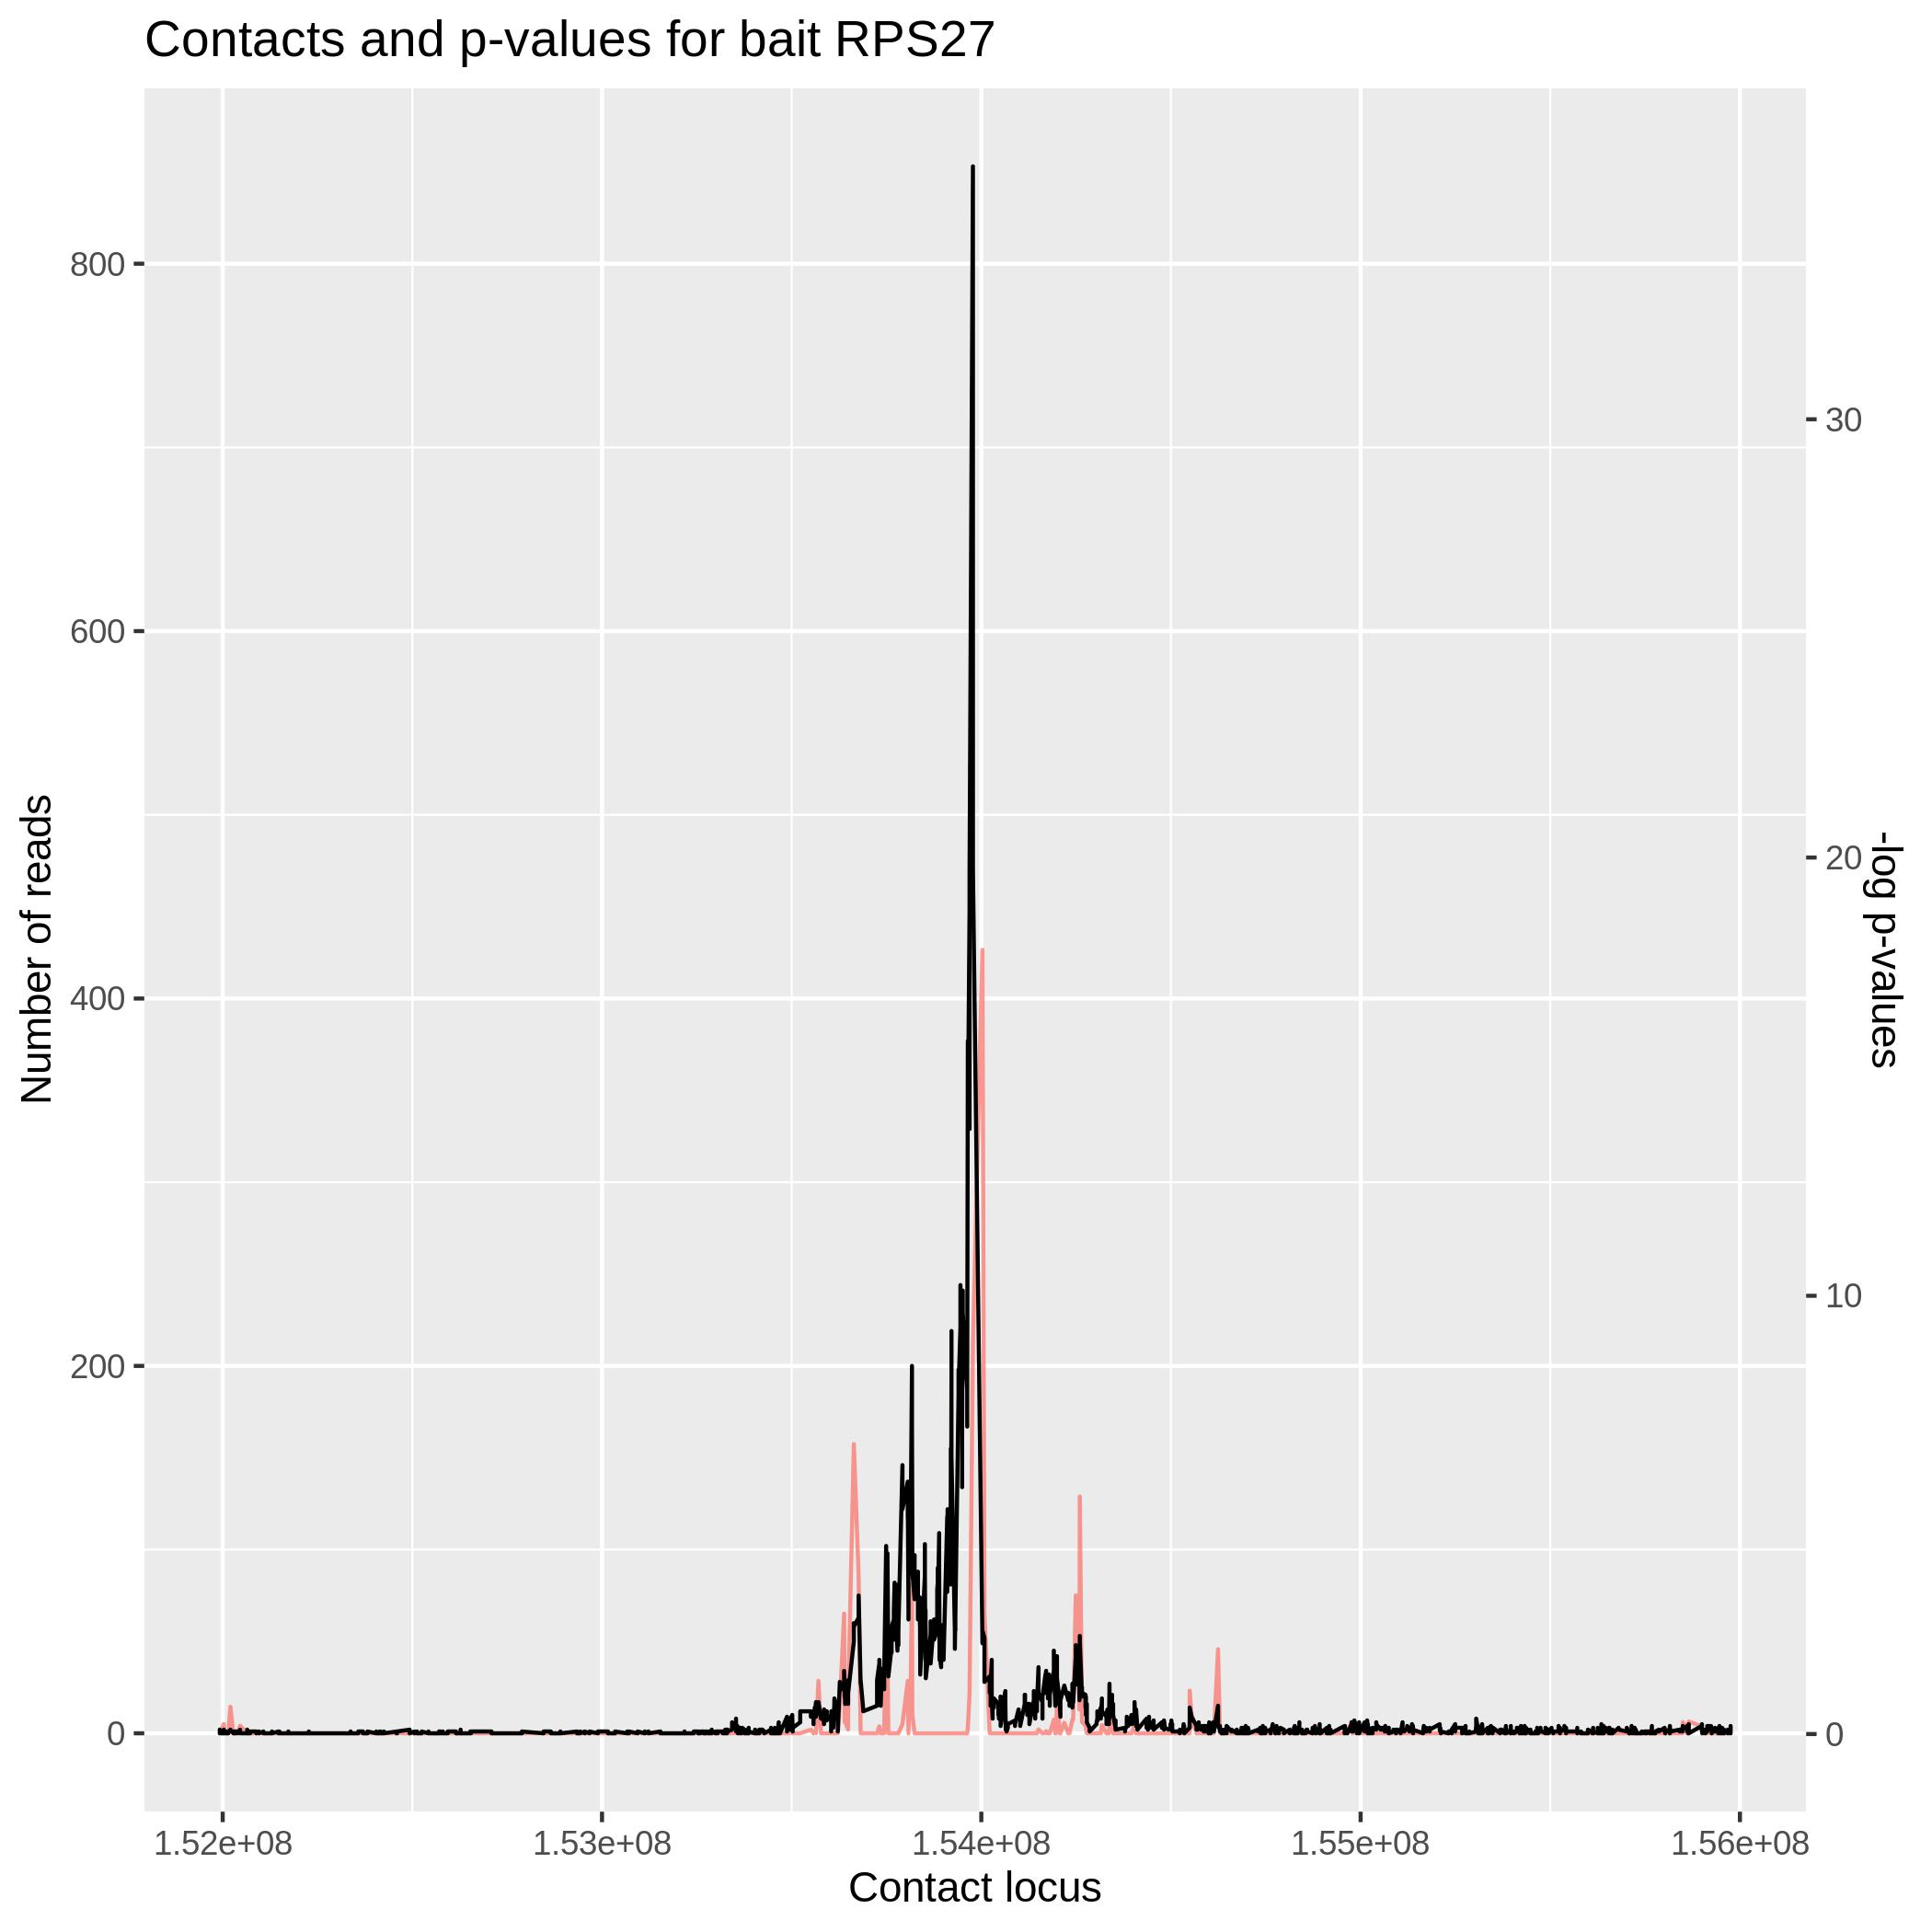 Contacts and p-values for bait RPS27
800
600
400
200
0
Number of reads
30
20
10
0
-log p-values
1.52e+08
1.53e+08
1.54e+08
1.55e+08
1.56e+08
Contact locus